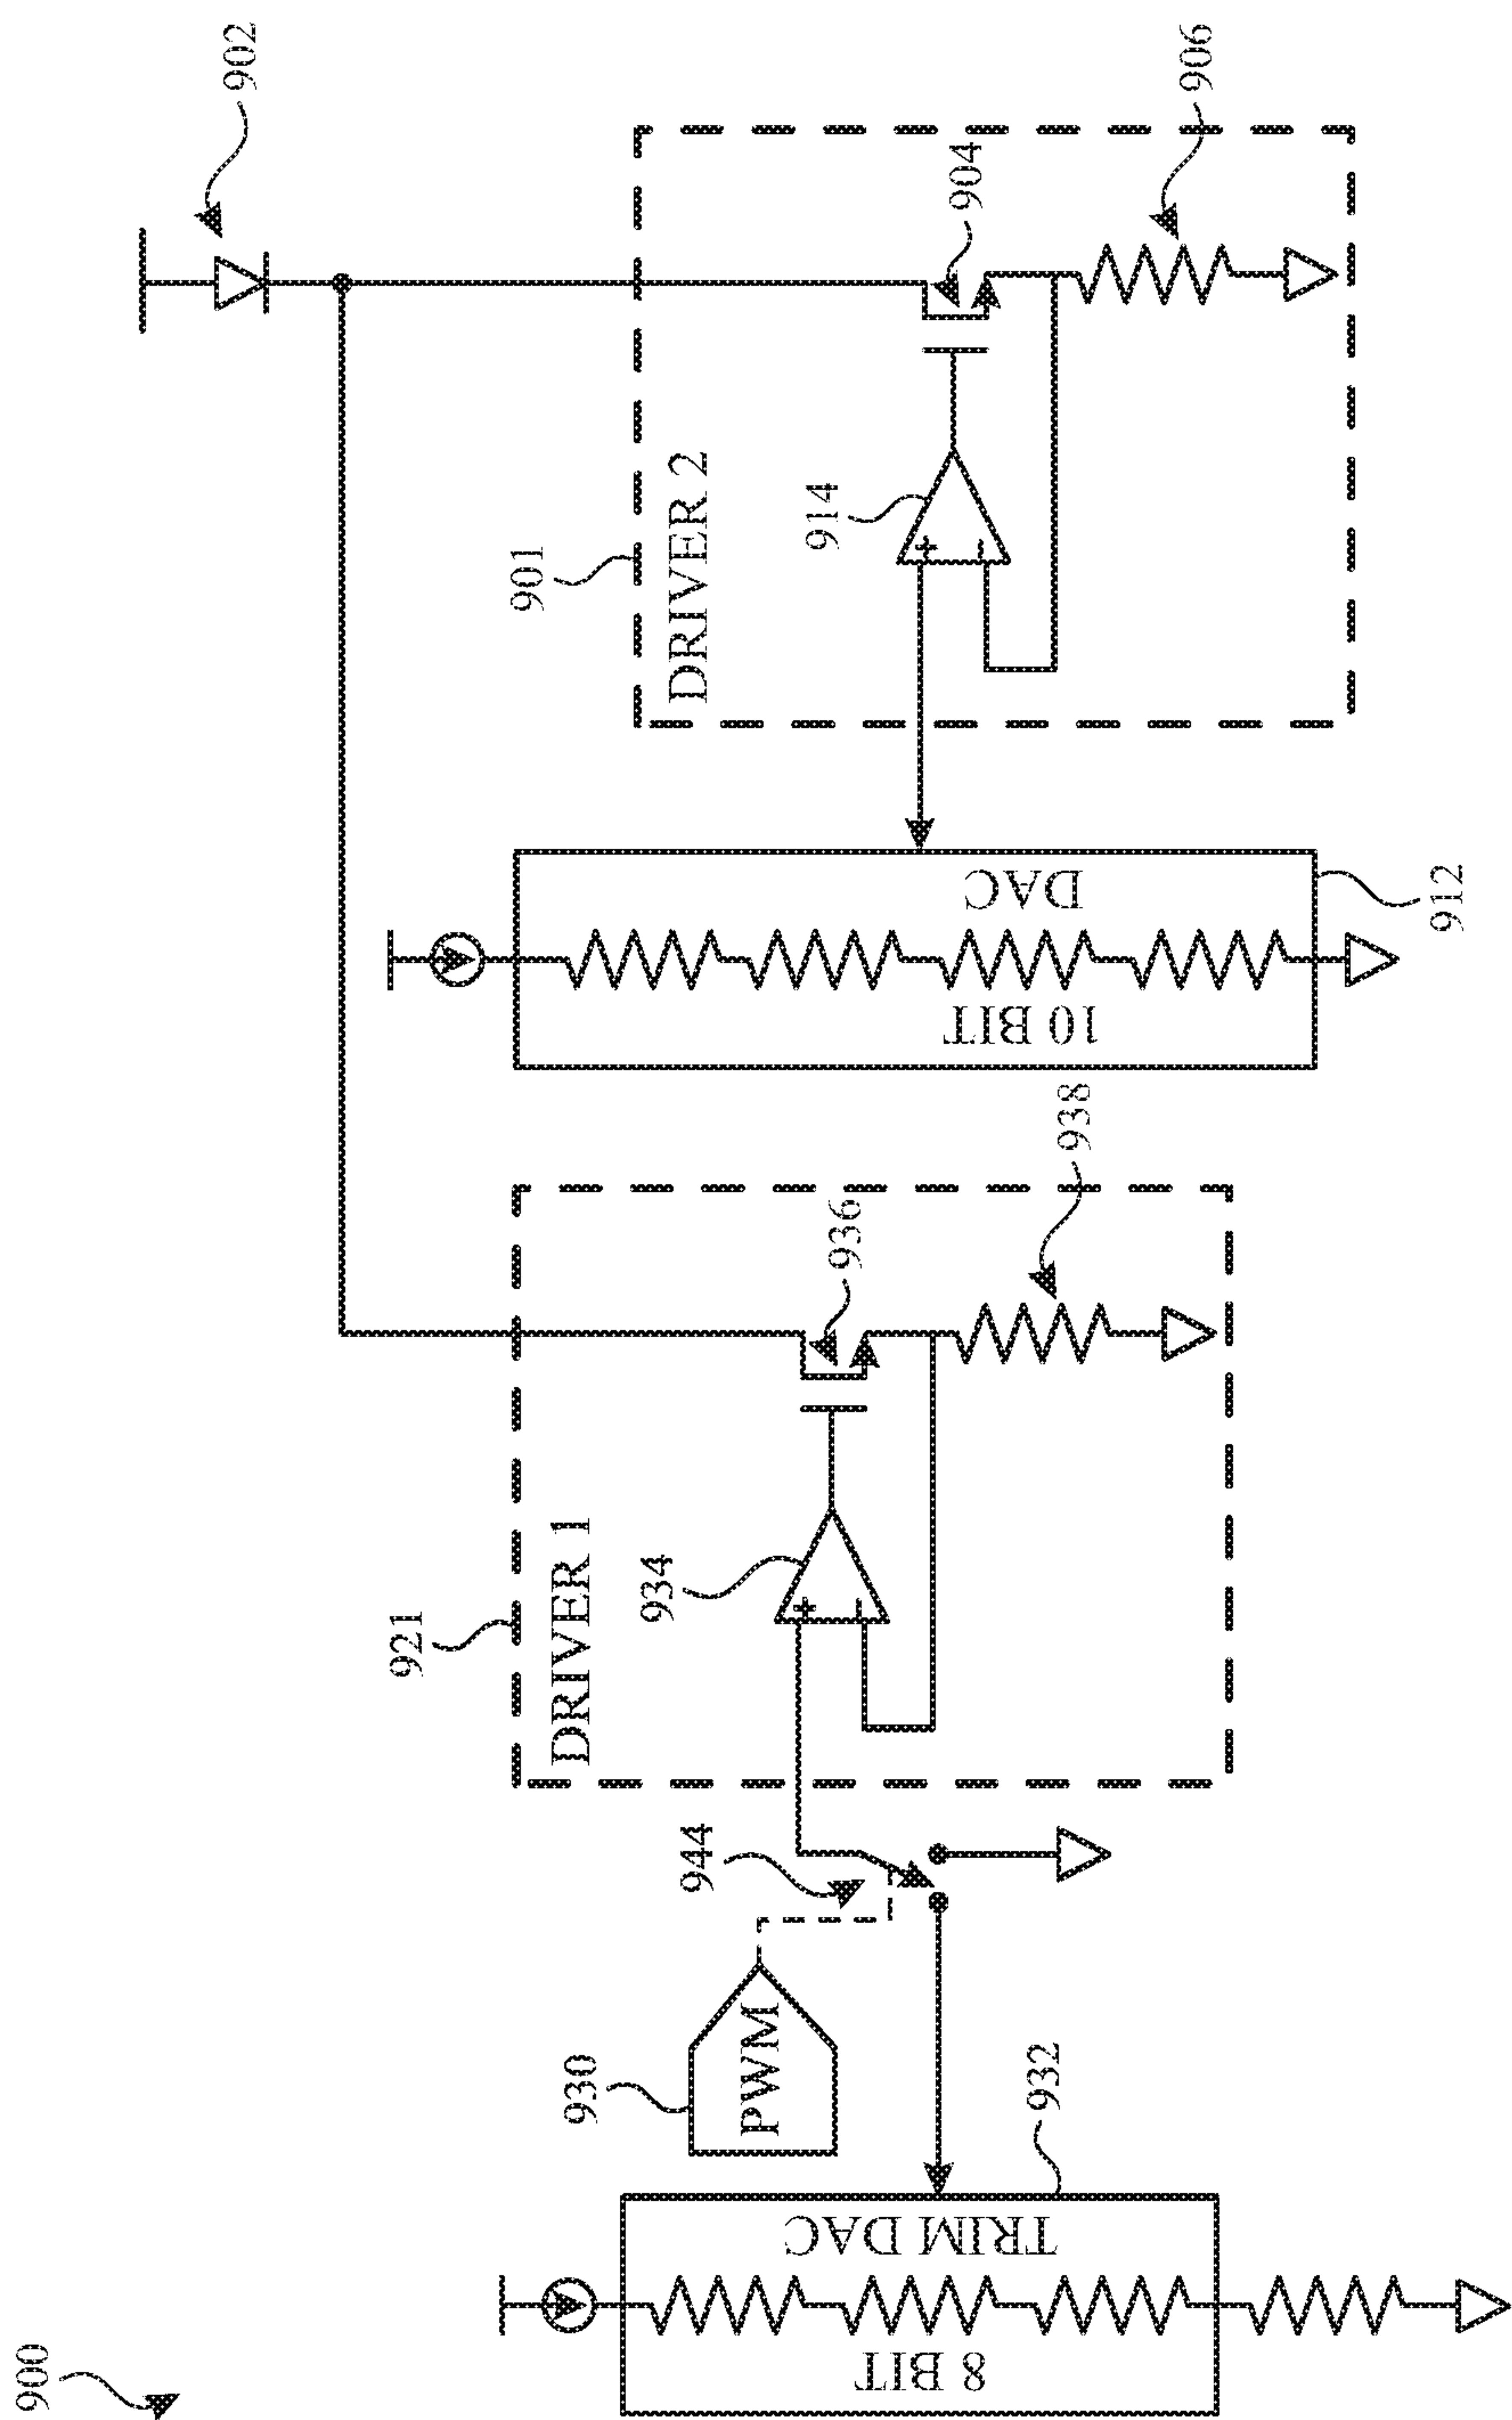 900
902
921
DRIVER 1
934
936
938
930
PWM
944
8 BIT
TRIM DAC
932
901
DRIVER 2
914
904
906
10 BIT
DAC
912